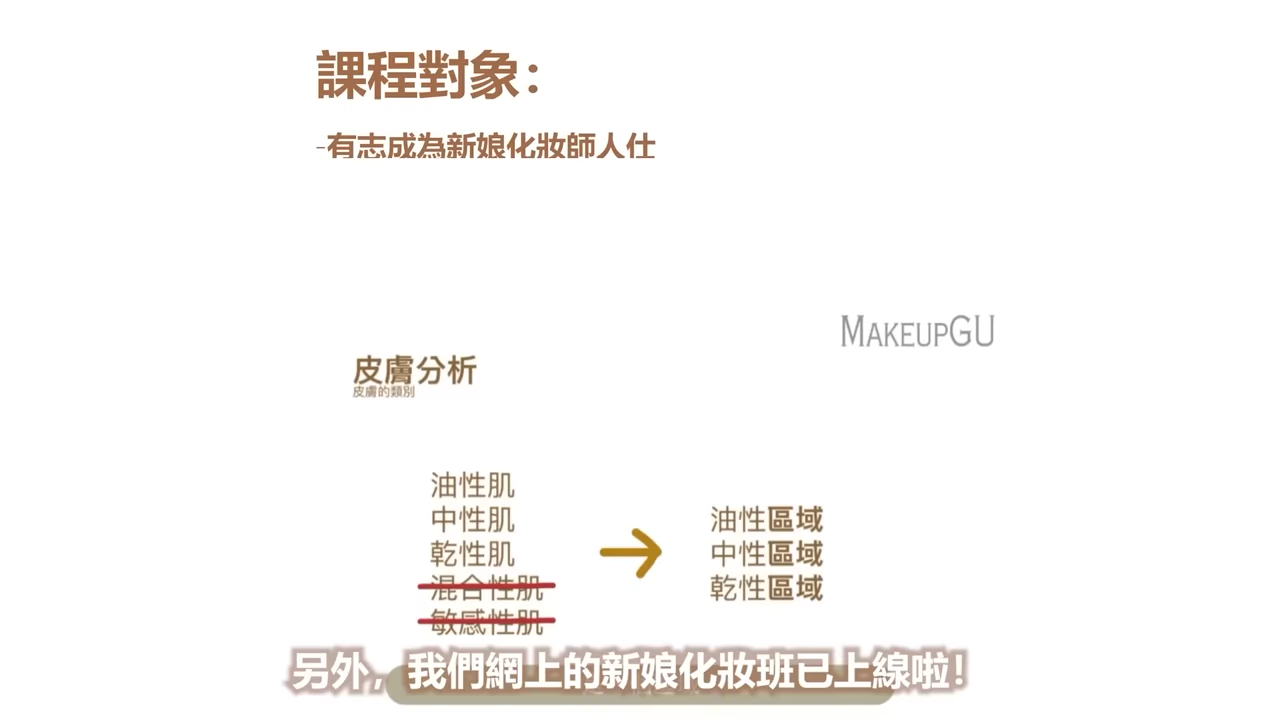 課程對象：
-有志成為新娘化妝師人仕
MAKEUPGU
皮膚分析
皮膚的類別
油性肌
中性肌
乾性肌
混合性肌
敏感性肌
油性區域
中性區域
乾性區域
另外，我們網上的新娘化妝班已上線啦！